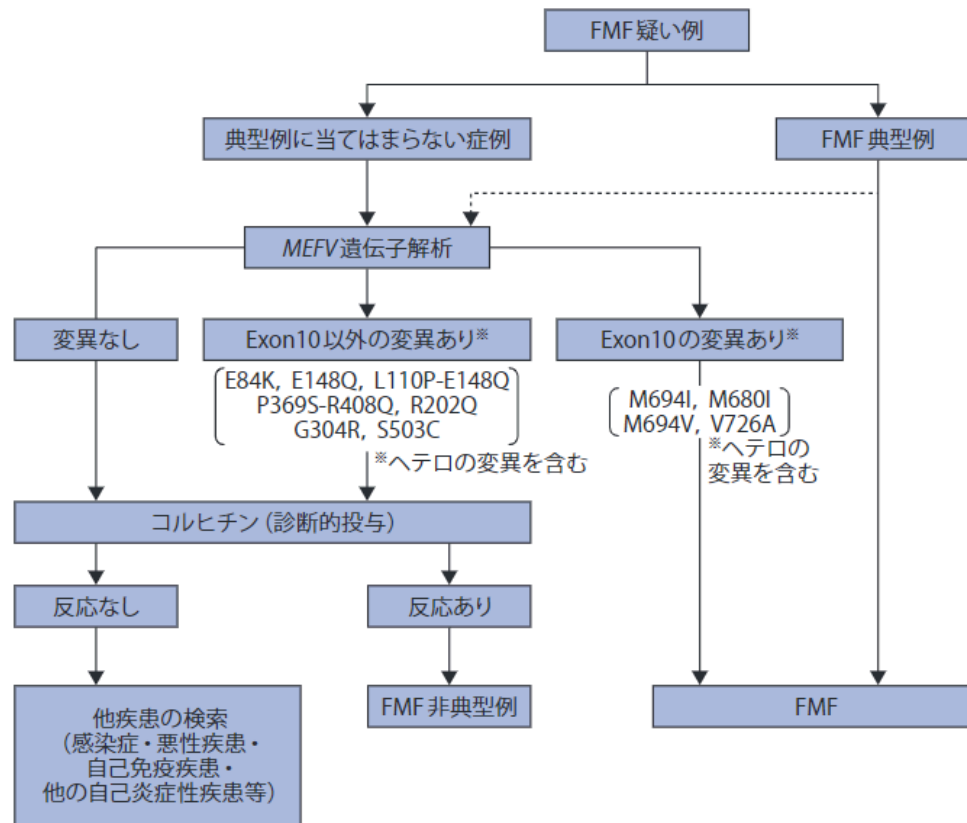 FMF疑い例
典型例に当てはまらない症例
FMF典型例
MEFV遺伝子解析
変異なし
Exon10以外の変異あり※
Exon10の変異あり※
E84K, E148Q, L110P-E148Q
P369S-R408Q, R202Q
G304R, S503C
※ヘテロの変異を含む
M694I, M680I
M694V, V726A
※ヘテロの
変異を含む
コルヒチン(診断的投与)
反応なし
反応あり
他疾患の検索
(感染症・悪性疾患・
自己免疫疾患・
他の自己炎症性疾患等)
FMF非典型例
FMF